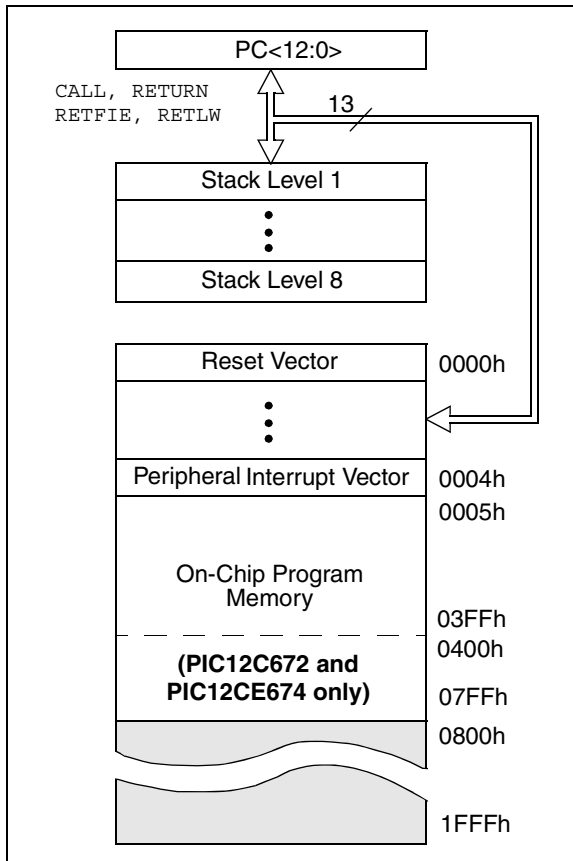 PC<12:0>
CALL, RETURN
RETFIE, RETLW
13
Stack Level 1
Stack Level 8
Reset Vector
0000h
Peripheral Interrupt Vector
0004h
0005h
On-Chip Program
Memory
03FFh
0400h
(PIC12C672 and
PIC12CE674 only)
07FFh
0800h
1FFFh